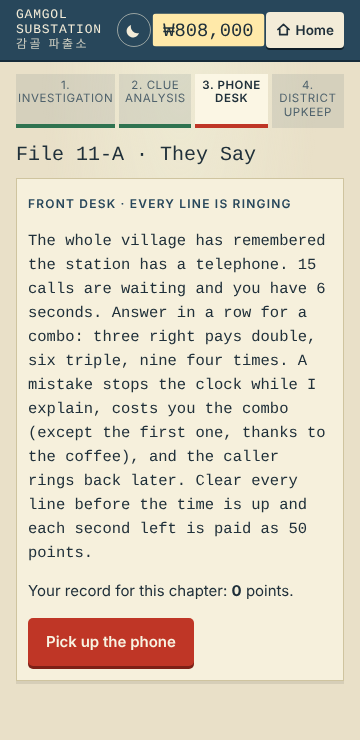 GAMGOL
SUBSTATION
감골 파출소
₩808,000
Home
1.
INVESTIGATION
2. CLUE
ANALYSIS
3. PHONE
DESK
4.
DISTRICT
UPKEEP
File 11-A · They Say
FRONT DESK · EVERY LINE IS RINGING
The whole village has remembered
the station has a telephone. 15
calls are waiting and you have 6
seconds. Answer in a row for a
combo: three right pays double,
six triple, nine four times. A
mistake stops the clock while I
explain, costs you the combo
(except the first one, thanks to
the coffee), and the caller
rings back later. Clear every
line before the time is up and
each second left is paid as 50
points.
Your record for this chapter: 0 points.
Pick up the phone